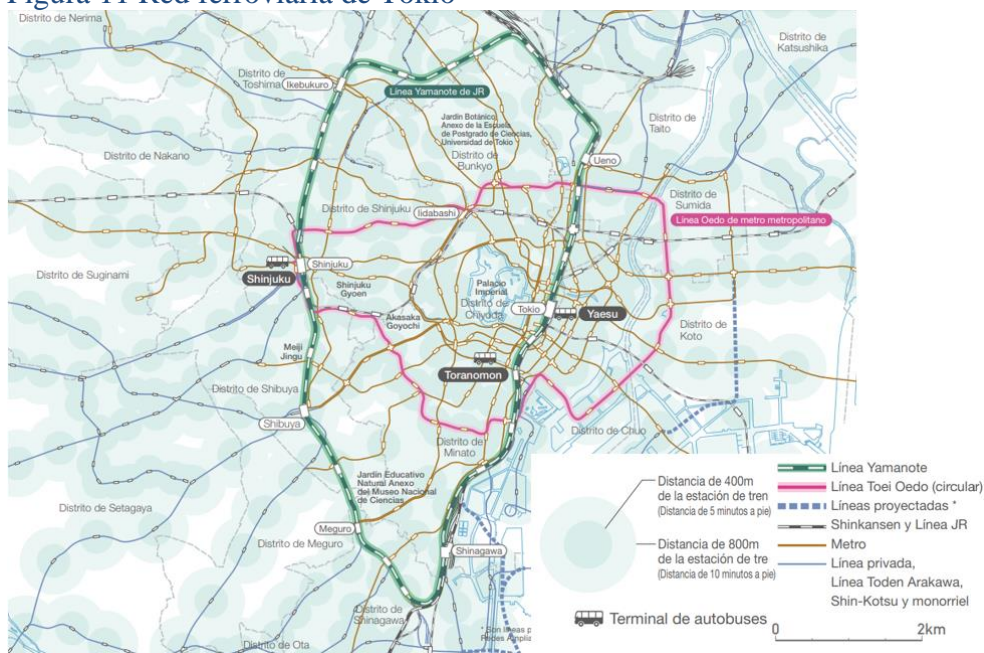 Figura 11 Red ferroviaria de Tokio
Distrito de Nerima
Distrito de
Katsushika
Distrito de
Toshima
Ikebukuro
Línea Yamanote de JR
Jardín Botánico,
Anexo de la Escuela
de Postgrado de Ciencias,
Universidad de Tokio
Distrito de
Bunkyo
Distrito de
Taito
Distrito de Nakano
Ueno
Distrito de
Sumida
Distrito de Shinjuku
Iidabashi
Línea Oedo de metro metropolitano
Distrito de Suginami
Shinjuku
Shinjuku
Shinjuku
Gyoen
Palacio
Imperial
Distrito de
Chiyoda
Tokio
Yaesu
Akasaka
Goyochi
Distrito de
Koto
Meiji
Jingu
Toranomon
Distrito de Shibuya
Shibuya
Distrito de Chuo
Distrito de
Minato
Jardín Educativo
Natural Anexo
del Museo Nacional
de Ciencias
Distrito de Setagaya
Meguro
Distrito de Meguro
Shinagawa
Distrito de
Shinagawa
Distrito de Ota
* Son líneas p
Redes Amplia
Distancia de 400m
de la estación de tren
(Distancia de 5 minutos a pie)
Distancia de 800m
de la estación de tre
(Distancia de 10 minutos a pie)
Terminal de autobuses
Línea Yamanote
Línea Toei Oedo (circular)
Líneas proyectadas *
Shinkansen y Línea JR
Metro
Línea privada,
Línea Toden Arakawa,
Shin-Kotsu y monorriel
0
2km